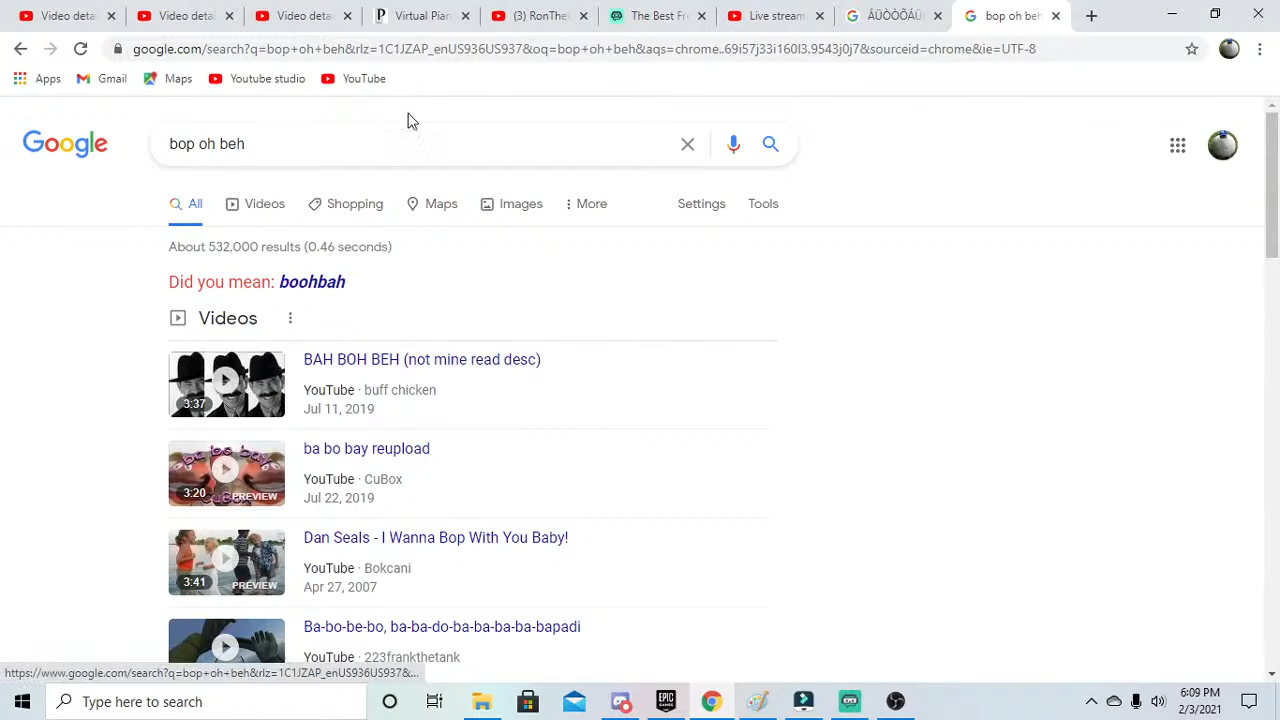 Video deta
Video deta
Video deta
Virtual Pian
(3) PenThe
The Best Fr
Live stream
ÂÜÒÒÕÂÚ
bop oh beh
google.com/search?q=bop+oh+beh&rlz=1C1JZAP_enUS936US937&oq=bop+oh+beh&aqs=chrome..69i57j33i160l3.9543j0j7&sourceid=chrome&ie=UTF-8
Apps
Gmail
Maps
Youtube studio
YouTube
Google
bop oh beh
All
Videos
Shopping
Maps
Images
More
Settings
Tools
About 532,000 results (0.46 seconds)
Did you mean: boohbah
Videos
BAH BOH BEH (not mine read desc)
YouTube · buff chicken
Jul 11, 2019
3:37
ba bo bay reupload
YouTube · CuBox
Jul 22, 2019
ba bo bay
3:20
PREVIEW
Dan Seals - I Wanna Bop With You Baby!
YouTube · Bokcani
Apr 27, 2007
3:41
PREVIEW
Ba-bo-be-bo, ba-ba-do-ba-ba-ba-ba-bapadi
YouTube · 223frankthetank
https://www.google.com/search?q=bop+oh+beh&rlz=1C1JZAP_enUS936US937&...
Type here to search
EPIC
GAMES
6:09 PM
2/3/2021